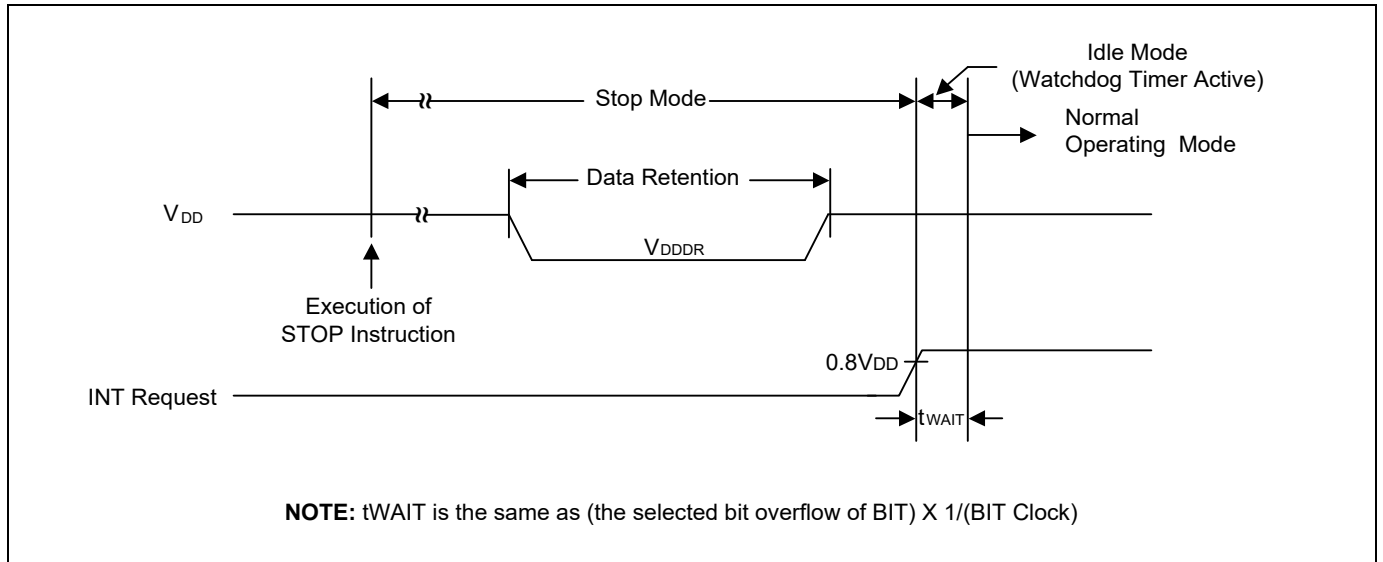 Idle Mode
(Watchdog Timer Active)
Stop Mode
Normal
Operating Mode
Data Retention
VDD
VDDDR
Execution of
STOP Instruction
0.8VDD
INT Request
tWAIT
NOTE: tWAIT is the same as (the selected bit overflow of BIT) X 1/(BIT Clock)